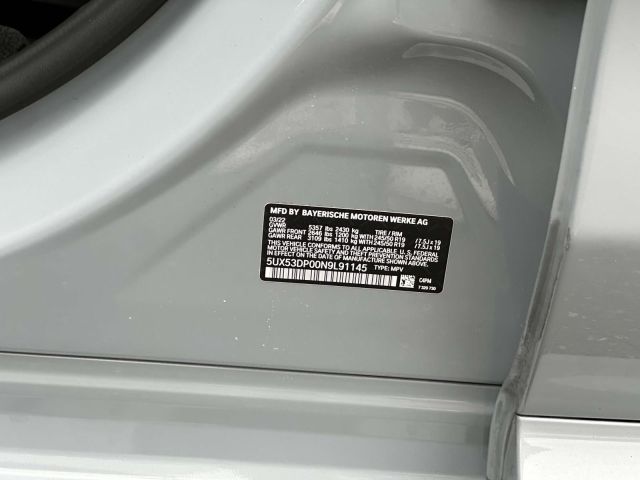 MFD BY BAYERISCHE MOTOREN WERKE AG
03/22
GVWR 5357 lbs 2430 kg TIRE / RIM
GAWR FRONT 2646 lbs 1200 kg WITH 245/50 R19 /7.5J x 19
GAWR REAR 3109 lbs 1410 kg WITH 245/50 R19 /7.5J x 19
THIS VEHICLE CONFORMS TO ALL APPLICABLE U.S. FEDERAL
MOTOR VEHICLE SAFETY STANDARDS IN EFFECT ON THE
DATE OF MANUFACTURE SHOWN ABOVE.
5UX53DP00N9L91145 TYPE: MPV
C4PM